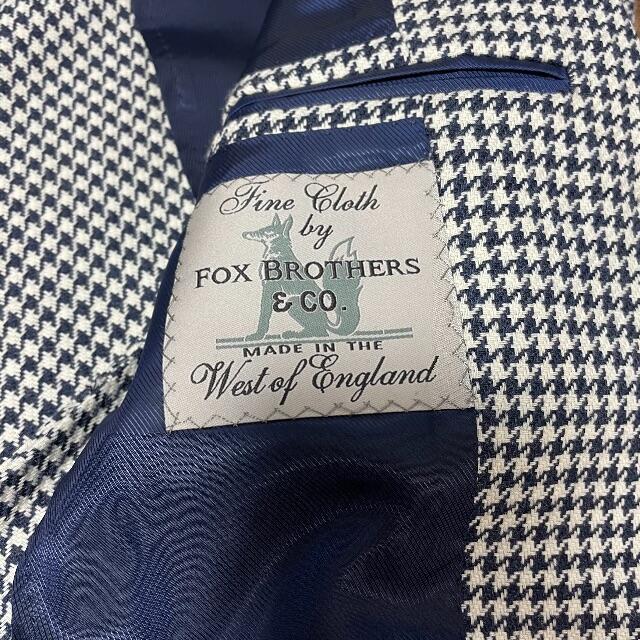 Fine Cloth
by
FOX BROTHERS
& CO.
MADE IN THE
West of England